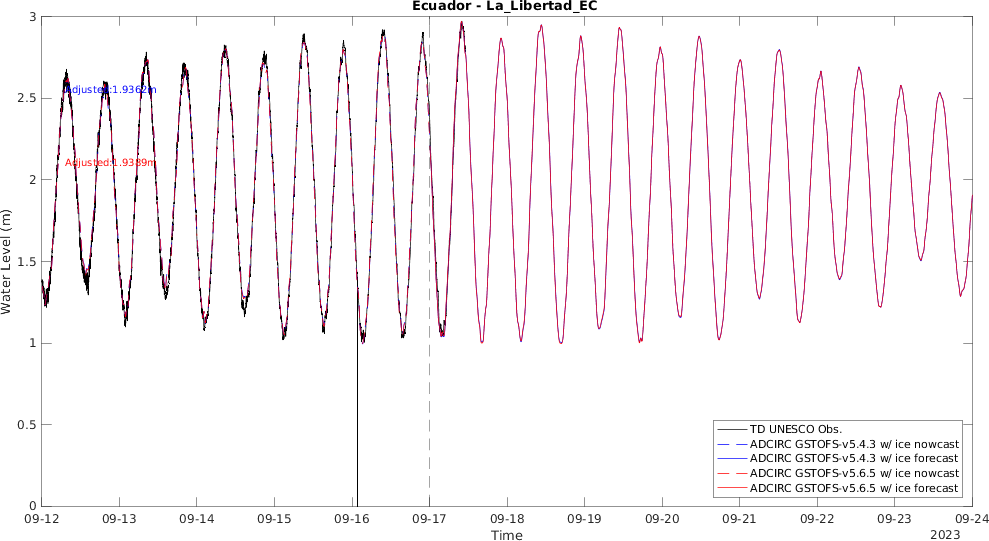 Ecuador - La_Libertad_EC
3
2.5
2
1.5
1
0.5
0
Water Level (m)
Adjusted:1.9362m
Adjusted:1.9389m
TD UNESCO Obs.
ADCIRC GSTOFS-v5.4.3 w/ ice nowcast
ADCIRC GSTOFS-v5.4.3 w/ ice forecast
ADCIRC GSTOFS-v5.6.5 w/ ice nowcast
ADCIRC GSTOFS-v5.6.5 w/ ice forecast
09-12 09-13 09-14 09-15 09-16 09-17 09-18 09-19 09-20 09-21 09-22 09-23 09-24
Time
2023